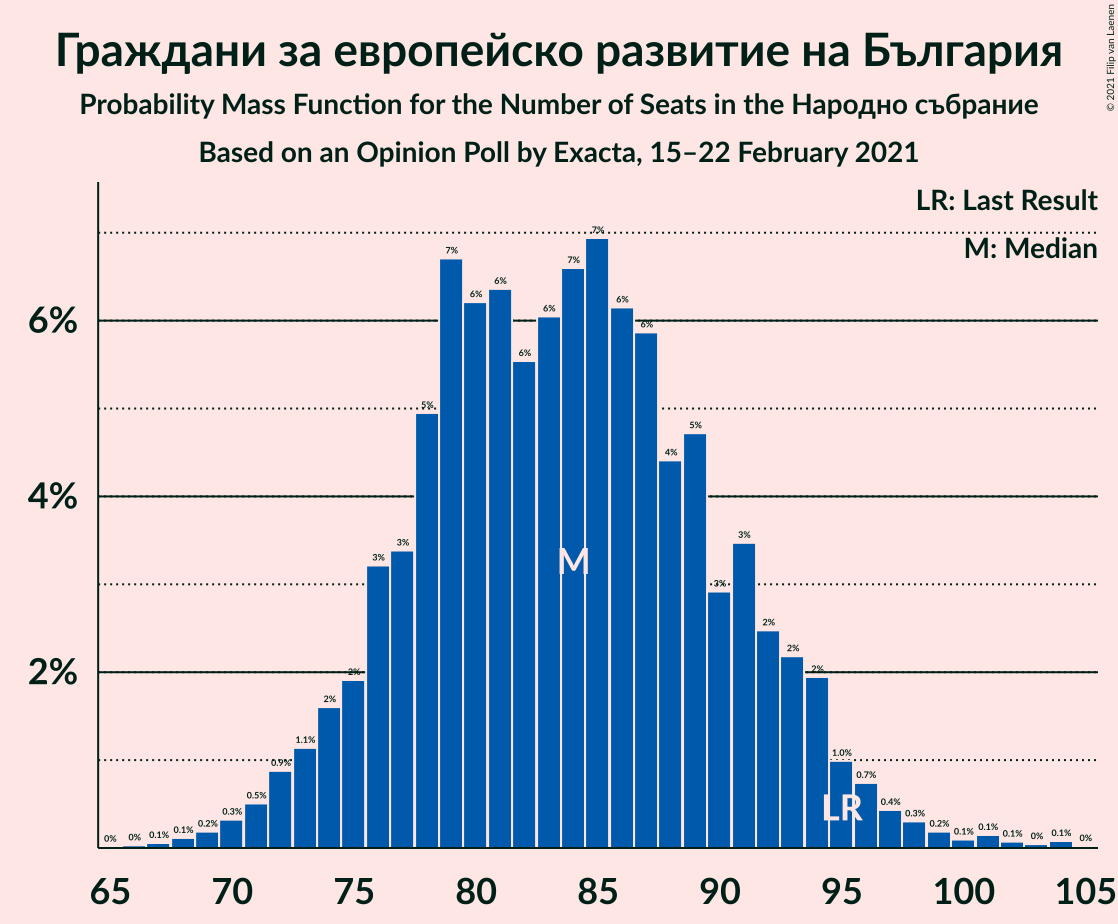 Граждани за европейско развитие на България
Probability Mass Function for the Number of Seats in the Народно събрание
Based on an Opinion Poll by Exacta, 15–22 February 2021
© 2021 Filip van Laenen
LR: Last Result
M: Median
6%
4%
2%
0% 0% 0.1% 0.1% 0.2% 0.3% 0.5% 0.9% 1.1% 2% 2% 3% 3% 5% 7% 6% 6% 6% 6% 7% 7% 6% 6% 4% 5% 3% 3% 2% 2% 2% 1.0% 0.7% 0.4% 0.3% 0.2% 0.1% 0.1% 0.1% 0% 0.1% 0%
M
LR
65 70 75 80 85 90 95 100 105